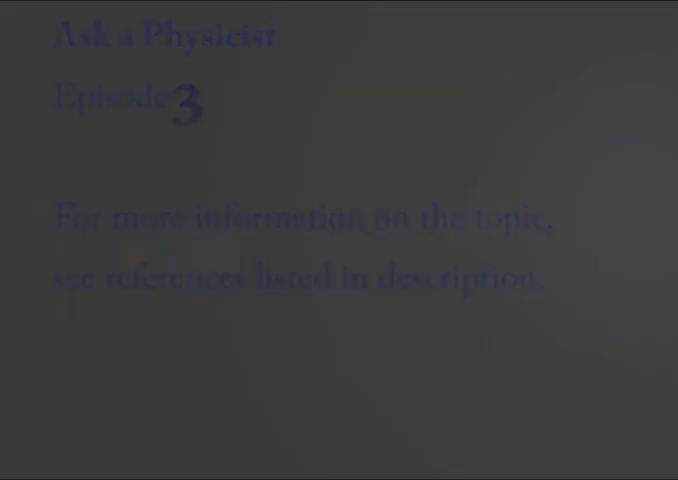 Ask a Physicist
Episode 3
For more information on the topic,
see references listed in description.